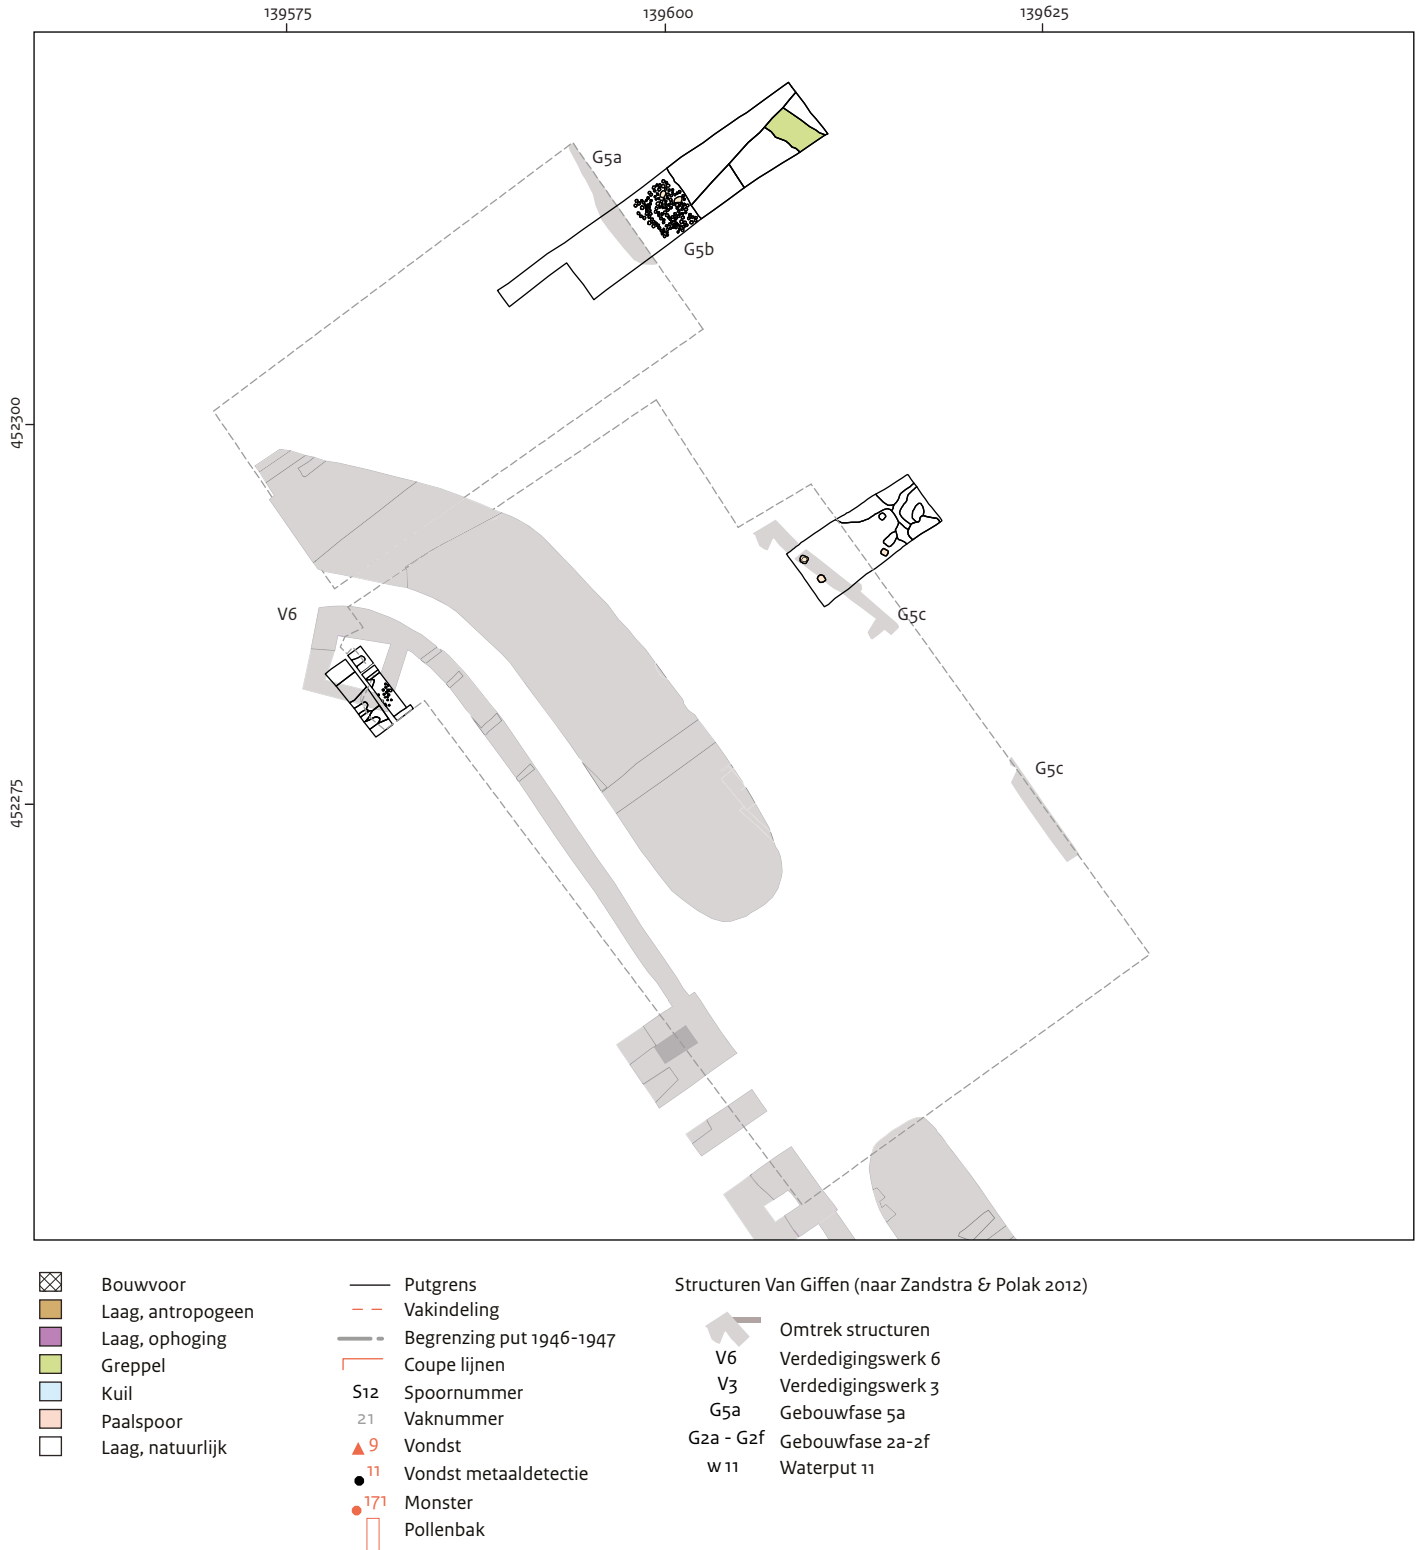 139575 139600 139625
G5a
G5b
452300
G5c
V6
G5c
452275
Bouwvoor
Laag, antropogeen
Laag, ophoging
Greppel
Kuil
Paalspoor
Laag, natuurlijk
Putgrens
Vakindeling
Begrenzing put 1946-1947
Coupe lijnen
S12 Spoornummer
21 Vaknummer
9 Vondst
11 Vondst metaaldetectie
171 Monster
Pollenbak
Structuren Van Giffen (naar Zandstra & Polak 2012)
Omtrek structuren
V6 Verdedigingswerk 6
V3 Verdedigingswerk 3
G5a Gebouwfase 5a
G2a - G2f Gebouwfase 2a-2f
w 11 Waterput 11